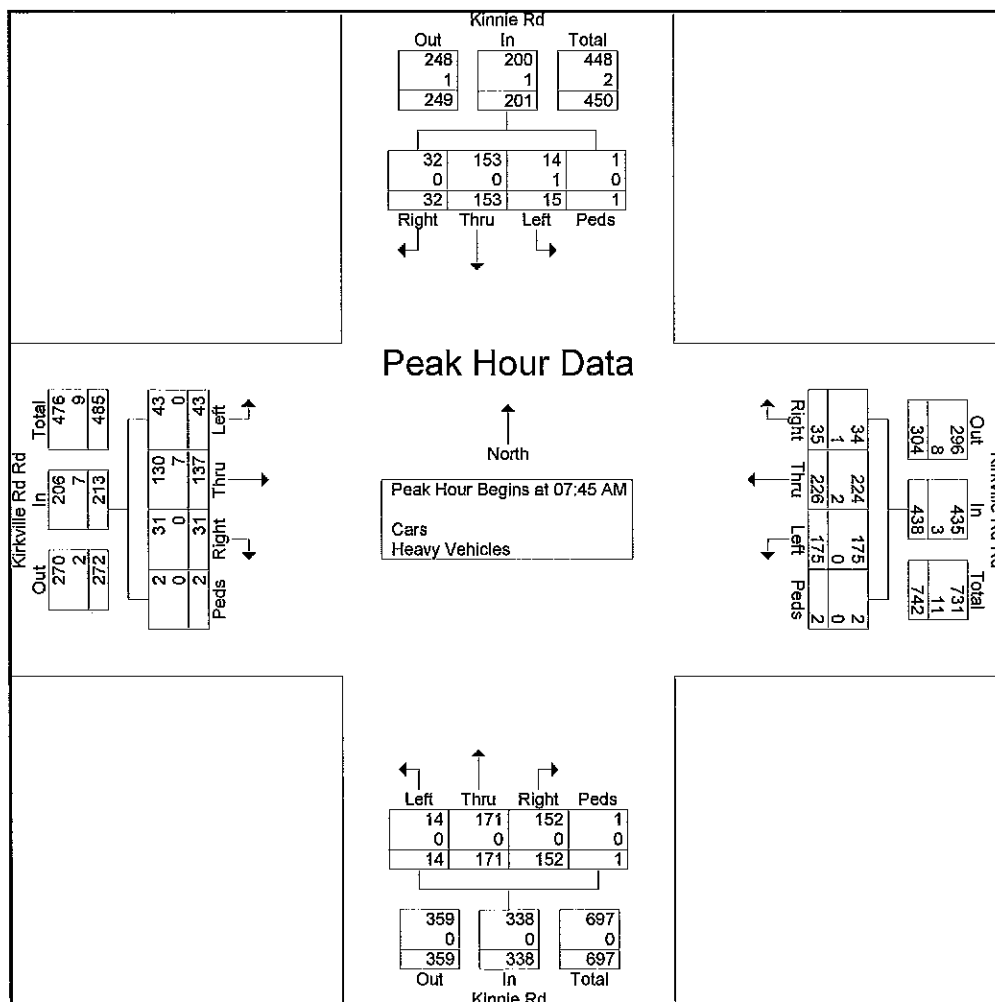 Kinnie Rd
Out In Total
248 200 448
1 1 2
249 201 450
32 153 14 1
0 0 1 0
32 153 15 1
Right Thru Left Peds
Peak Hour Data
North
Peak Hour Begins at 07:45 AM
Cars
Heavy Vehicles
Kirkville Rd Rd
Out In Total
270 206 476
2 7 9
272 213 485
Peds Right Thru Left
2 31 130 43
0 0 7 0
2 31 137 43
Kirkville Rd Rd
Out In Total
296 435 731
8 3 11
304 438 742
34 224 175 2
1 2 0 0
35 226 175 2
Right Thru Left Peds
Left Thru Right Peds
14 171 152 1
0 0 0 0
14 171 152 1
359 338 697
0 0 0
359 338 697
Out In Total
Kinnie Rd